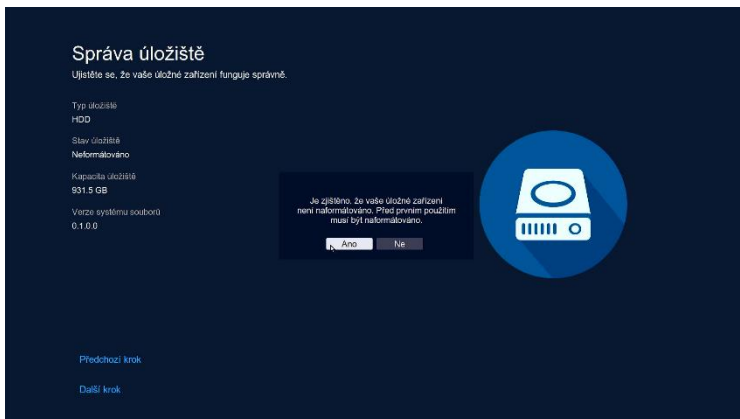 Správa úložiště
Ujistěte se, že vaše úložné zařízení funguje správně.
Typ úložiště
HDD
Stav úložiště
Neformátováno
Kapacita úložiště
931.5 GB
Verze systému souborů
0.1.0.0
Je zjištěno, že vaše úložné zařízení
není naformátováno. Před prvním použitím
musí být naformátováno.
Ano
Ne
Předchozí krok
Další krok